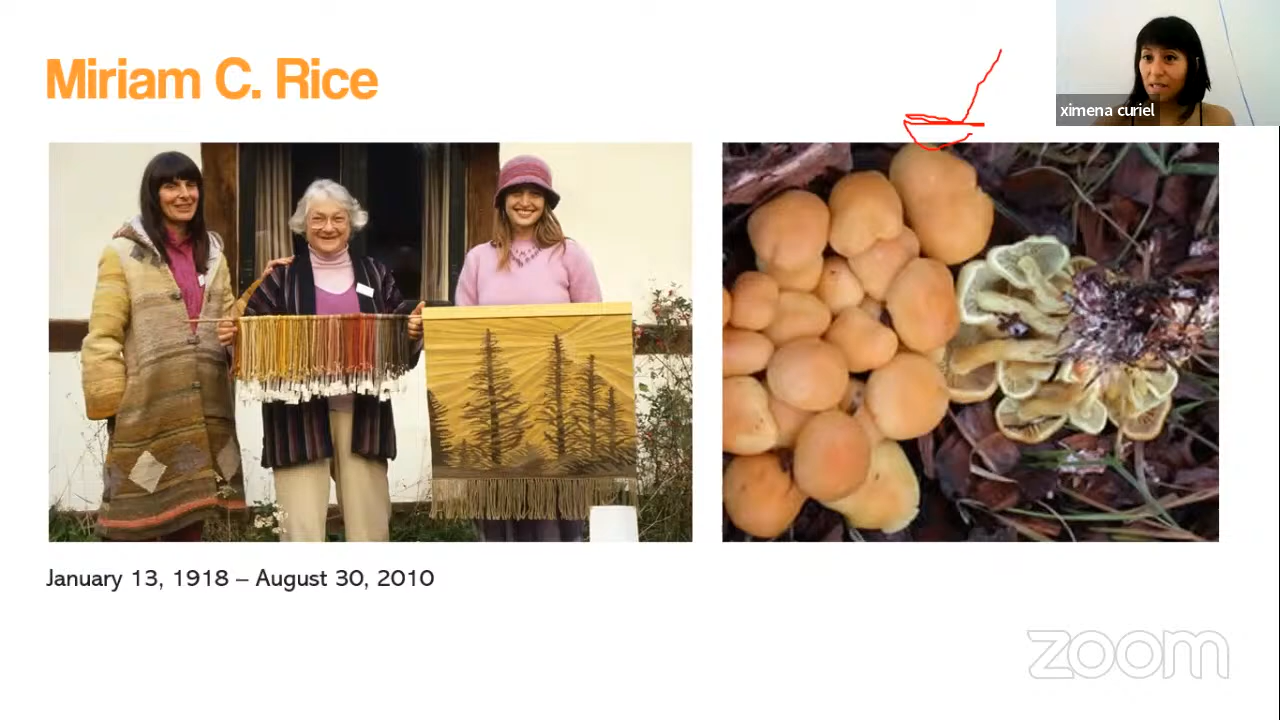 Miriam C. Rice
ximena curiel
January 13, 1918 – August 30, 2010
zoom